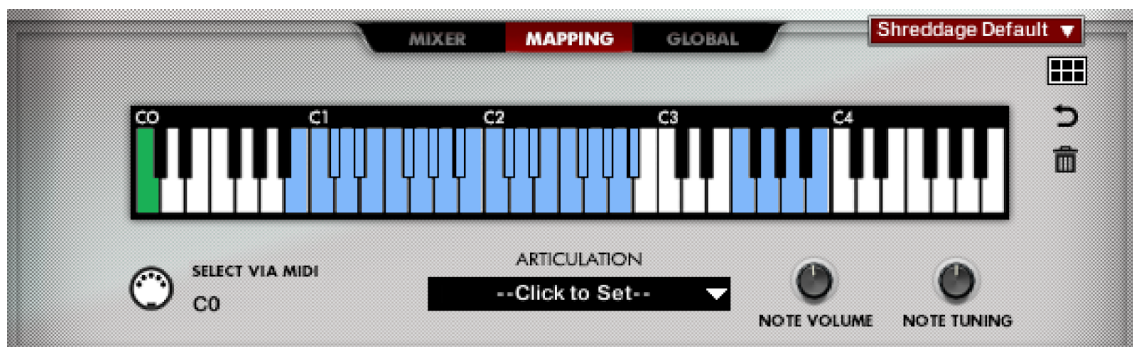 MIXER MAPPING GLOBAL Shreddage Default
C0 C1 C2 C3 C4
ARTICULATION
SELECT VIA MIDI
--Click to Set--
C0
NOTE VOLUME NOTE TUNING